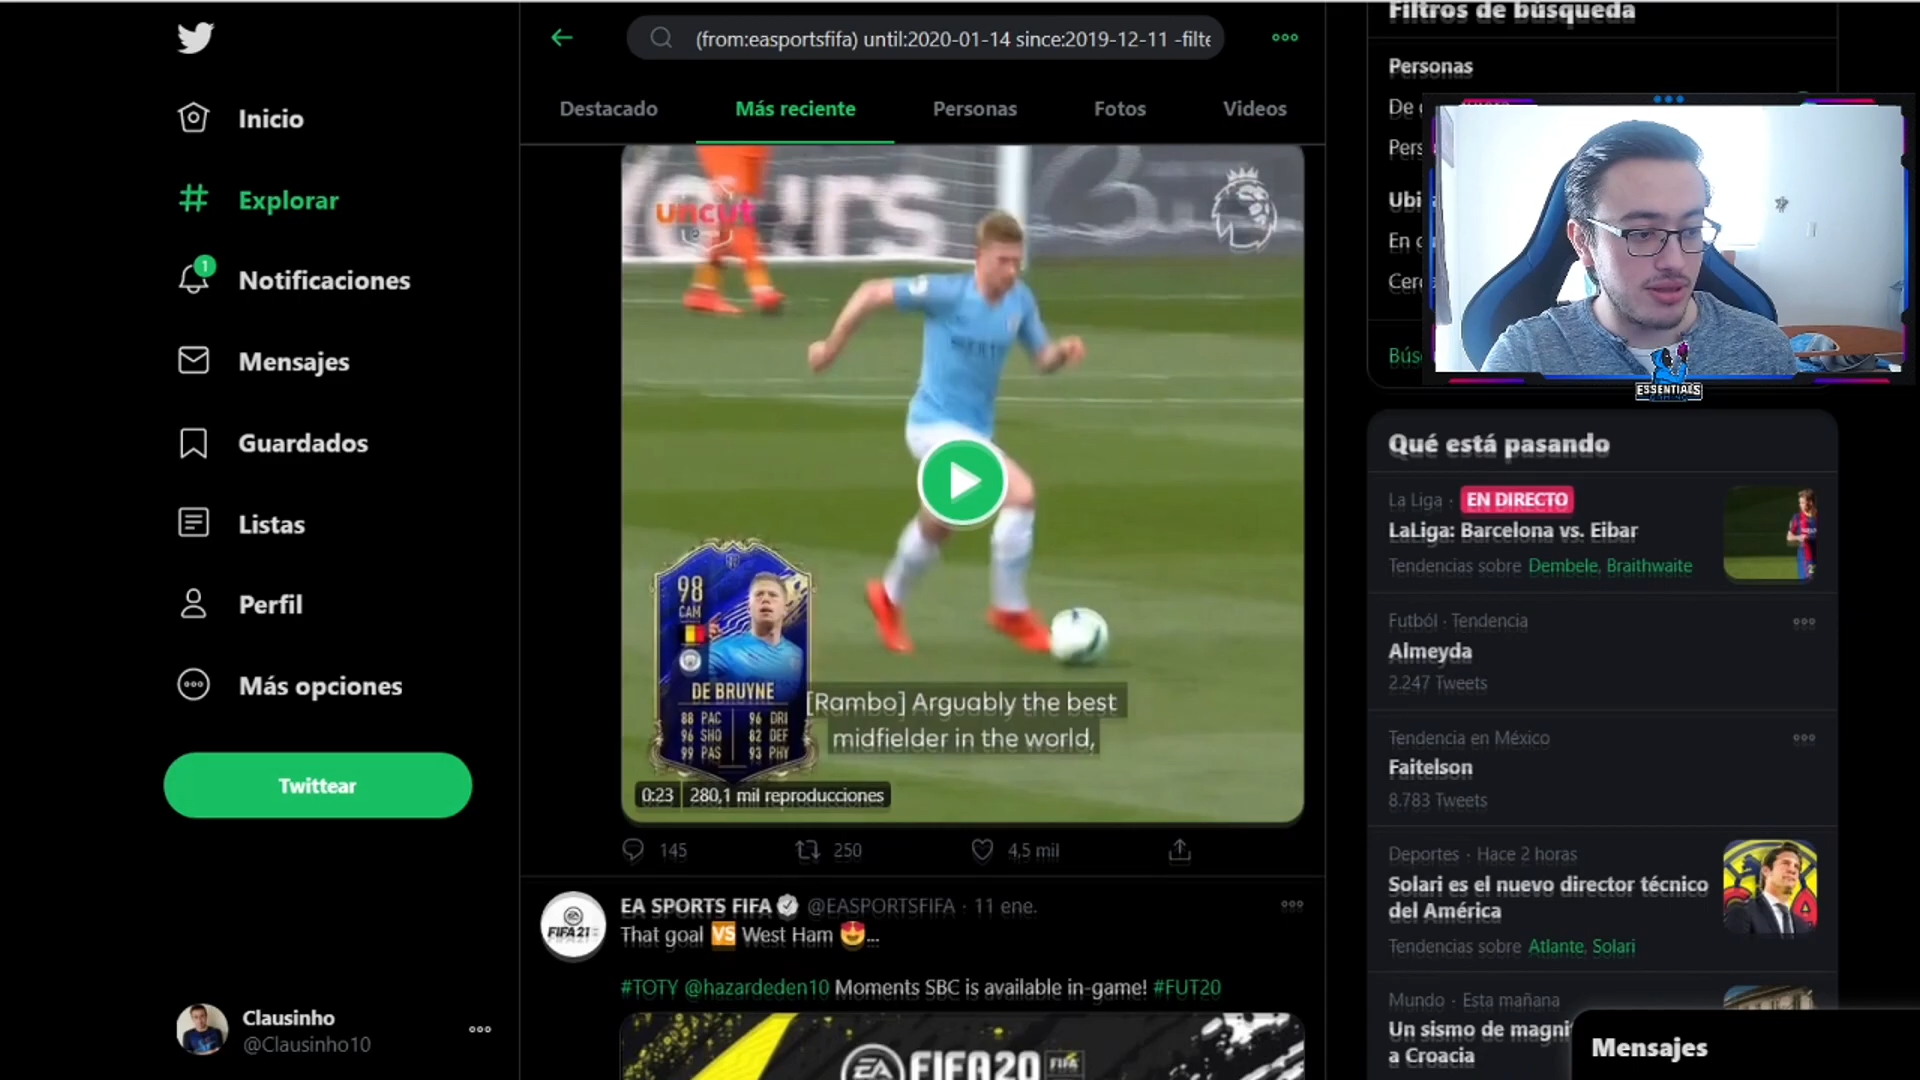 Inicio
Explorar
1
Notificaciones
Mensajes
Guardados
Listas
Perfil
Más opciones
Twittear
Clausinho
@Clausinho10
(from:easportsfifa) until:2020-01-14 since:2019-12-11 -filte
Destacado
Más reciente
Personas
Fotos
Videos
uncut
98
CAM
DE BRUYNE
88 PAC 96 DRI
96 SHO 82 DEF
99 PAS 93 PHY
[Rambo] Arguably the best
midfielder in the world,
0:23 280,1 mil reproducciones
145
250
4,5 mil
EA SPORTS FIFA @EASPORTSFIFA · 11 ene.
FIFA21
That goal VS West Ham 😍...
#TOTY @hazardeden10 Moments SBC is available in-game! #FUT20
EA FIFA20
Filtros de búsqueda
Personas
De
Pers
Ubi
En
Cerc
Búsc
ESSENTIALS
GAMING
Qué está pasando
La Liga · EN DIRECTO
LaLiga: Barcelona vs. Eibar
Tendencias sobre Dembele, Braithwaite
Futból · Tendencia
Almeyda
2.247 Tweets
Tendencia en México
Faitelson
8.783 Tweets
Deportes · Hace 2 horas
Solari es el nuevo director técnico
del América
Tendencias sobre Atlante, Solari
Mundo · Esta mañana
Un sismo de magni
a Croacia
Mensajes